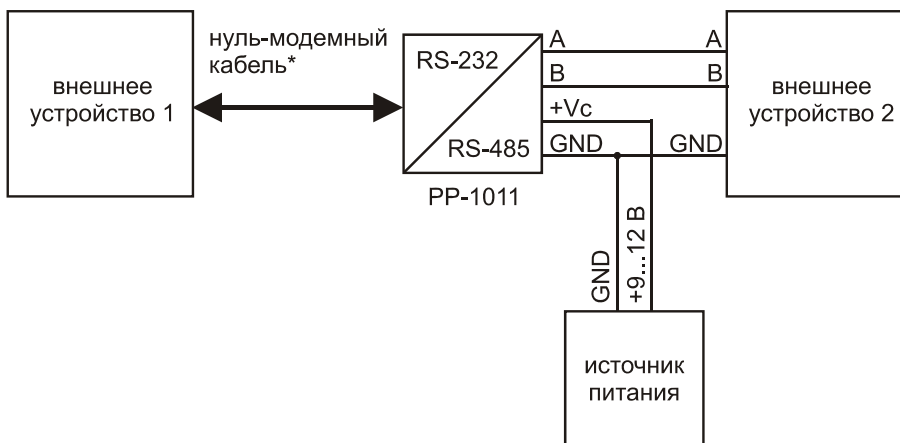 нуль-модемный
кабель*
внешнее
устройство 1
RS-232
RS-485
PP-1011
A
A
B
B
+Vc
GND
GND
внешнее
устройство 2
GND
+9...12 В
источник
питания